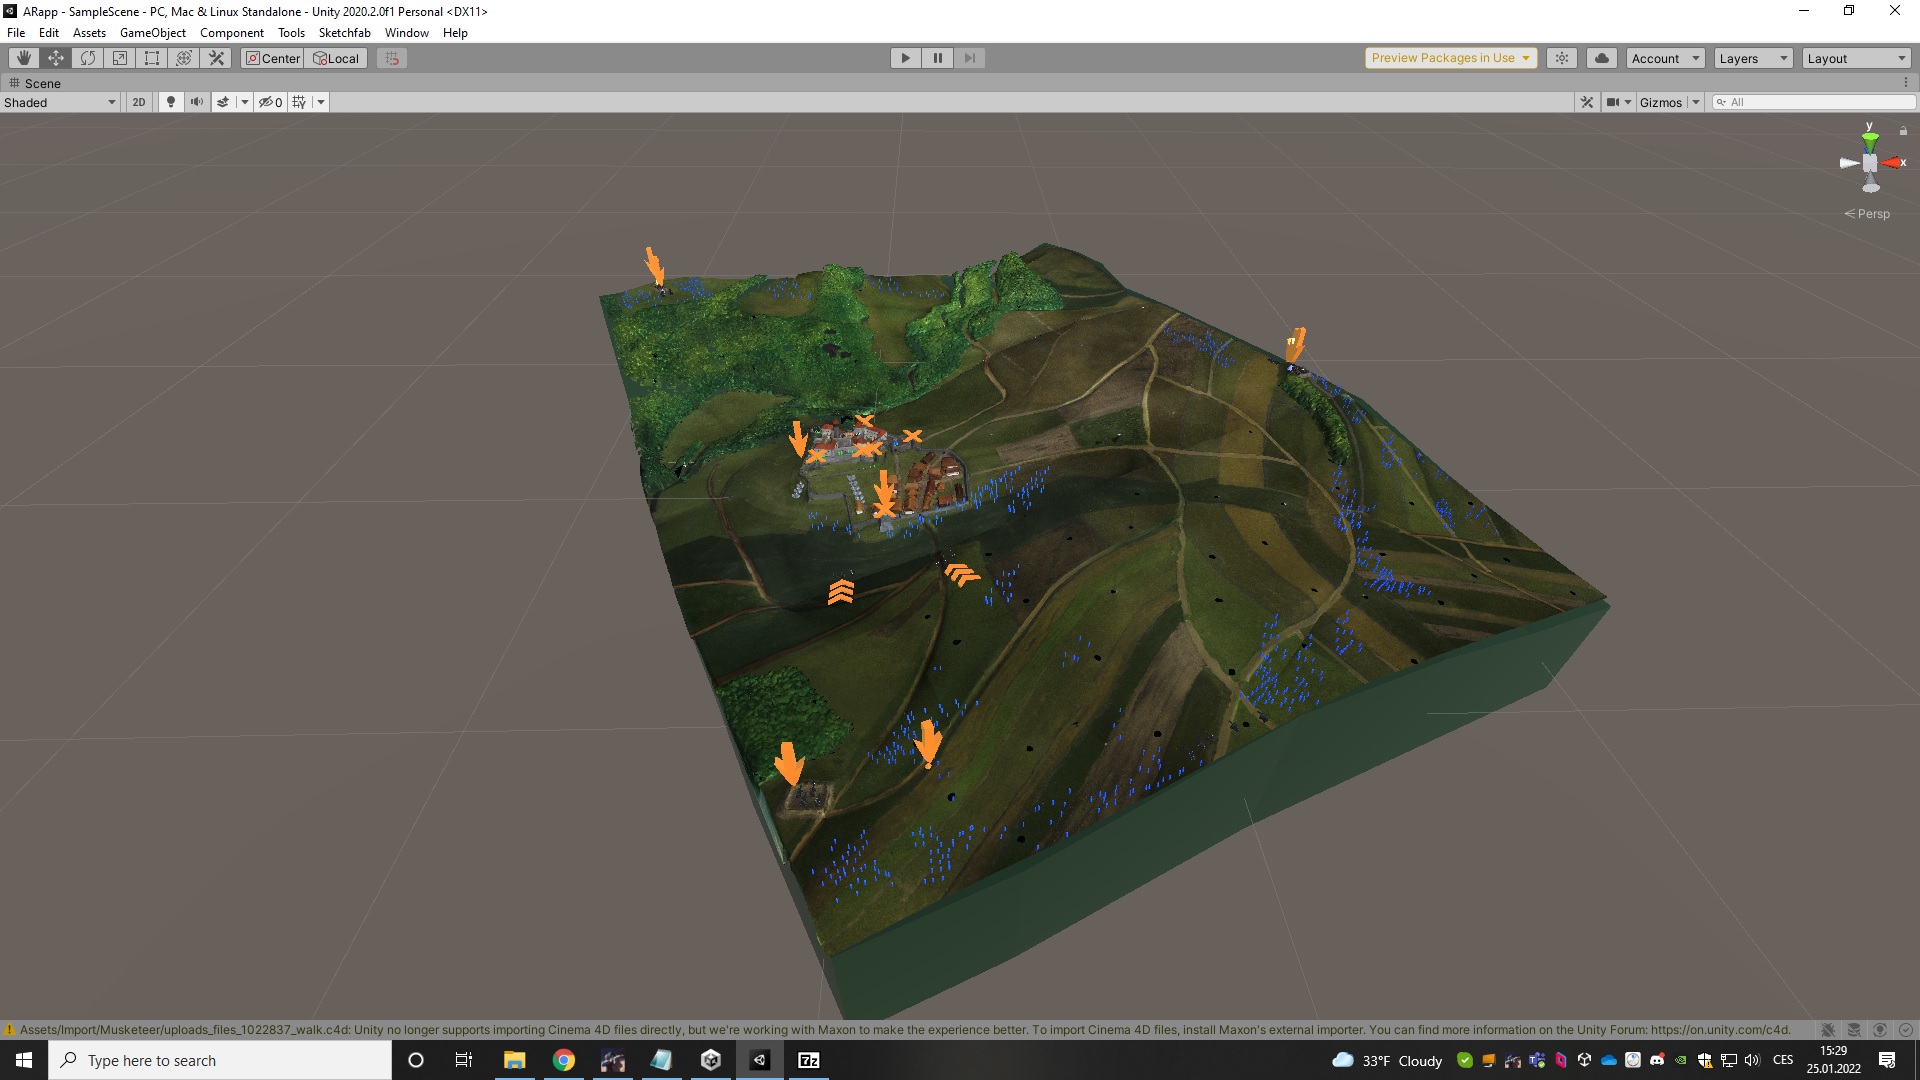 ARapp - SampleScene - PC, Mac & Linux Standalone - Unity 2020.2.0f1 Personal <DX11>
File Edit Assets GameObject Component Tools Sketchfab Window Help
Center Local Preview Packages in Use Account Layers Layout
Scene
Shaded 2D 0 Gizmos All
y
x
< Persp
Assets/Import/Musketeer/uploads_files_1022837_walk.c4d: Unity no longer supports importing Cinema 4D files directly, but we're working with Maxon to make the experience better. To import Cinema 4D files, install Maxon's external importer. You can find more information on the Unity Forum: https://on.unity.com/c4d.
Type here to search 7z 33°F Cloudy CES 15:29
25.01.2022